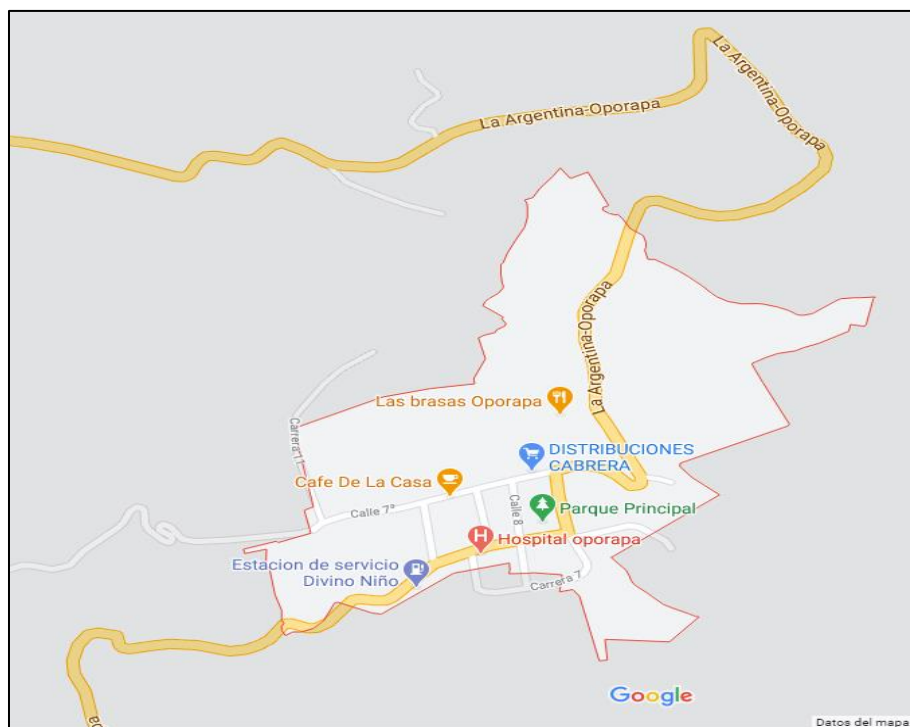 La Argentina-Oporapa
La Argentina-Oporapa
La Argentina-Oporapa
Las brasas Oporapa
Carrera 11
DISTRIBUCIONES
CABRERA
Cafe De La Casa
Calle 7ª
Calle 8
Parque Principal
Hospital oporapa
Estacion de servicio
Divino Niño
Carrera 7
Google
Datos del mapa